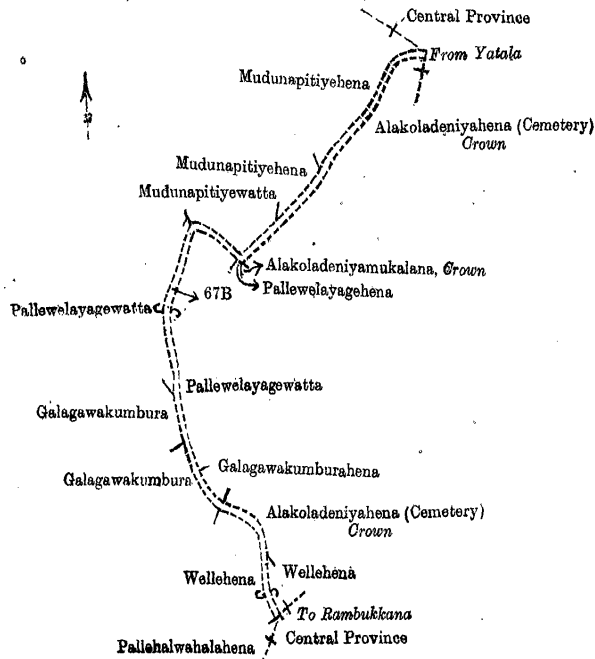 Central Province
From Yatala
Mudunapitiyehena
Alakoladeniyahena (Cemetery)
Crown
Mudunapitiyehena
Mudunapitiyewatta
Alakoladeniyamukalana, Crown
Pallewelayagehena
67B
Pallewelayagewatta
Pallewelayagewatta
Galagawakumbura
Galagawakumburahena
Galagawakumbura
Alakoladeniyahena (Cemetery)
Crown
Wellehena
Wellehena
To Rambukkana
Central Province
Pallehalwahalahena